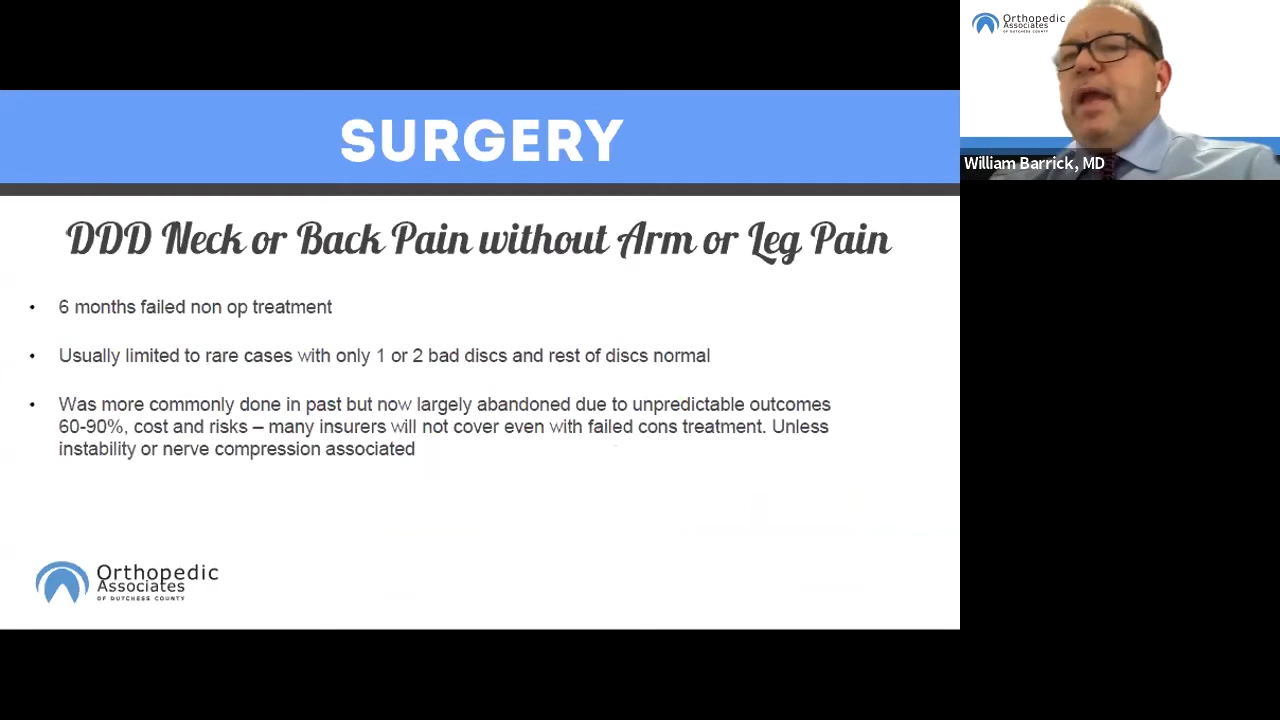 SURGERY
DDD Neck or Back Pain without Arm or Leg Pain
• 6 months failed non op treatment
• Usually limited to rare cases with only 1 or 2 bad discs and rest of discs normal
• Was more commonly done in past but now largely abandoned due to unpredictable outcomes
60-90%, cost and risks – many insurers will not cover even with failed cons treatment. Unless
instability or nerve compression associated
Orthopedic
Associates
OF DUTCHESS COUNTY
Orthopedic
Associates
OF DUTCHESS COUNTY
William Barrick, MD